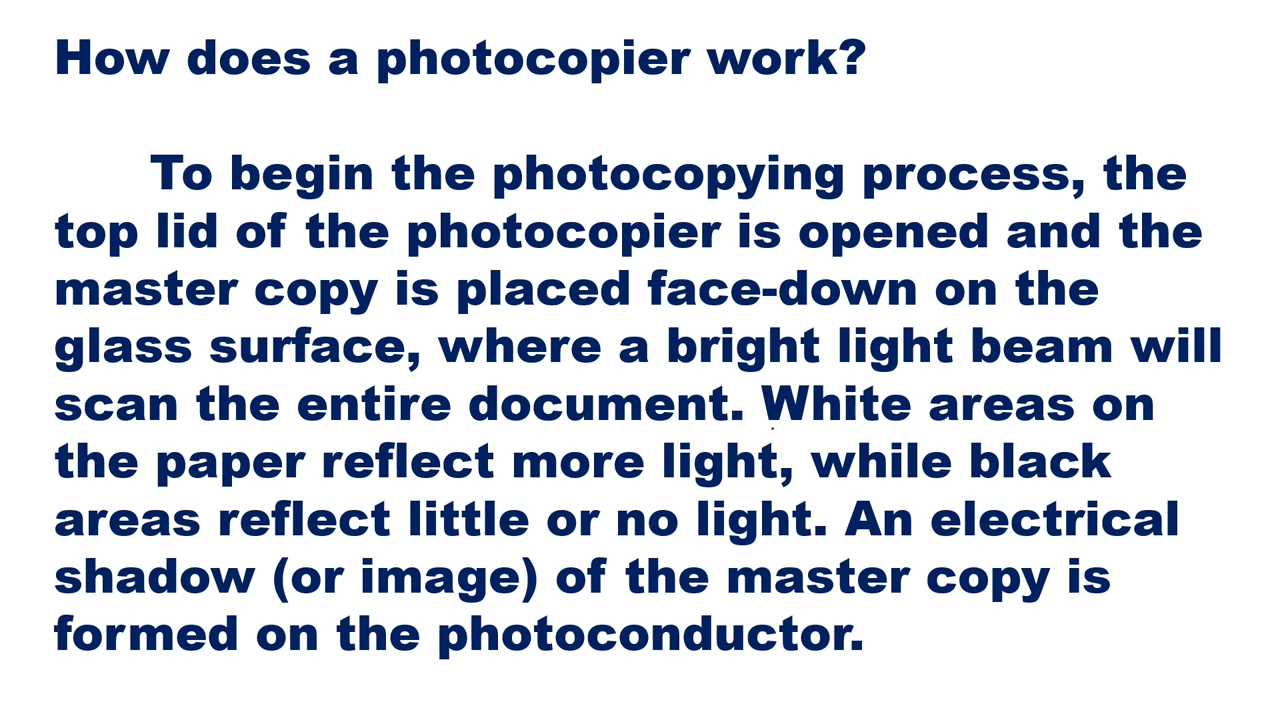 How does a photocopier work?
To begin the photocopying process, the
top lid of the photocopier is opened and the
master copy is placed face-down on the
glass surface, where a bright light beam will
scan the entire document. White areas on
the paper reflect more light, while black
areas reflect little or no light. An electrical
shadow (or image) of the master copy is
formed on the photoconductor.